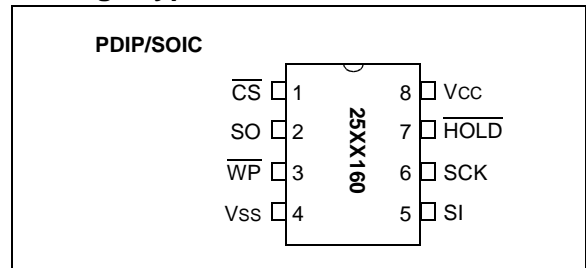 PDIP/SOIC
CS 1 8 Vcc
SO 2 7 HOLD
WP 3 6 SCK
Vss 4 5 SI
25XX160